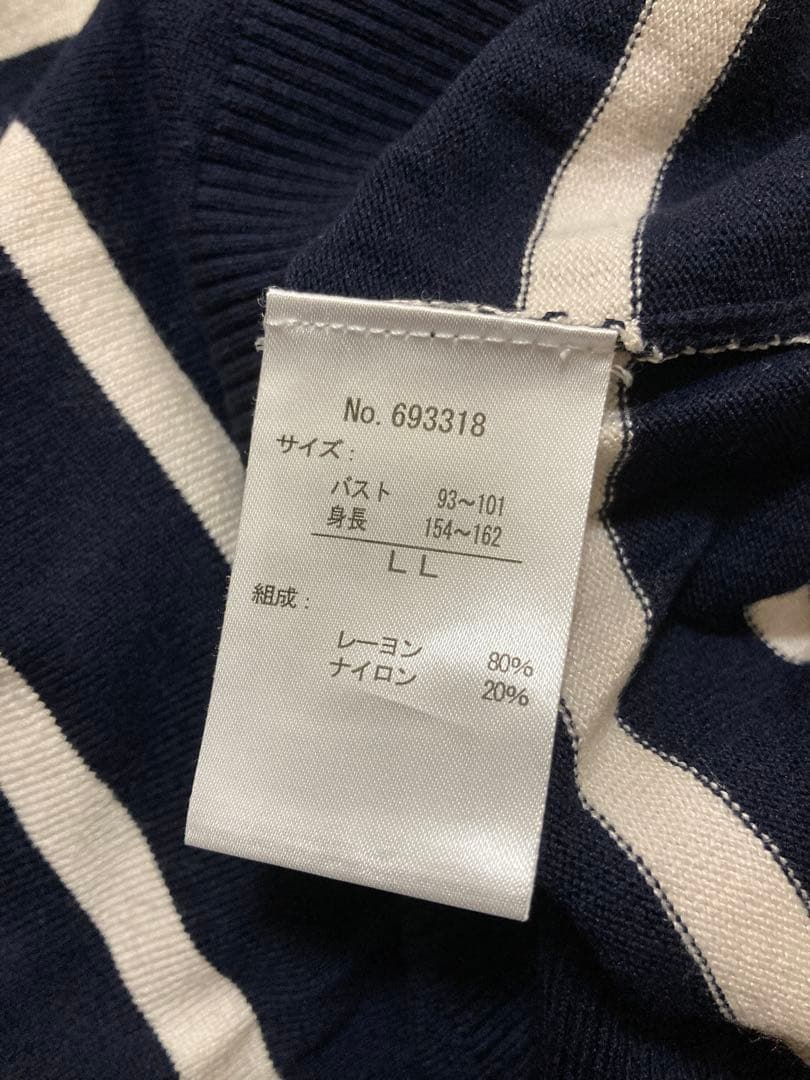 No. 693318
サイズ:
バスト 93〜101
身長 154〜162
LL
組成:
レーヨン 80%
ナイロン 20%